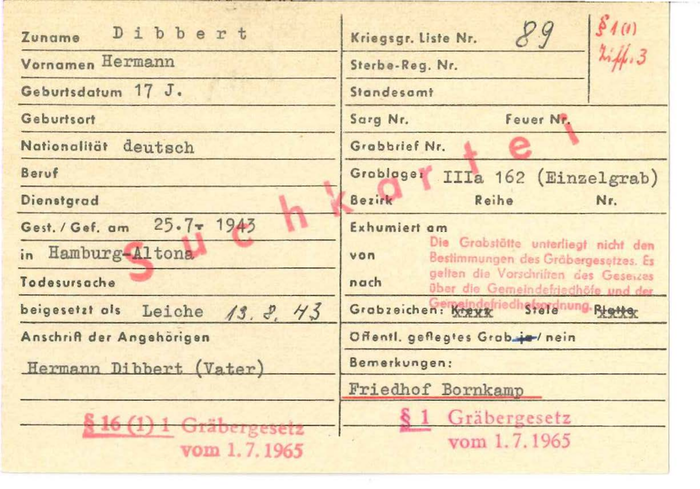 Zuname Dibbert
Vornamen Hermann
Geburtsdatum 17 J.
Geburtsort
Nationalität deutsch
Beruf
Dienstgrad
Gest./Gef. am 25.7. 1943
in Hamburg-Altona
Todesursache
beigesetzt als Leiche 13.8.43
Anschrift der Angehörigen
Hermann Dibbert (Vater)
§ 16 (1) 1 Gräbergesetz
vom 1.7.1965
Kriegsgr. Liste Nr. 89
§ 1 (1)
Ziff. 3
Sterbe-Reg. Nr.
Standesamt
Sarg Nr. Feuer Nr.
Grabbrief Nr.
Grablage: IIIa 162 (Einzelgrab)
Bezirk Reihe Nr.
Suchkartei
Exhumiert am
von
nach
Die Grabstätte unterliegt nicht den
Bestimmungen des Gräbergesetzes. Es
gelten die Vorschriften des Gesetzes
über die Gemeindefriedhöfe und der
Gemeindefriedhofsordnung.
Grabzeichen: Kreuz Stele Platte
Öffentl. gepflegtes Grab ja / nein
Bemerkungen:
Friedhof Bornkamp
§ 1 Gräbergesetz
vom 1.7.1965